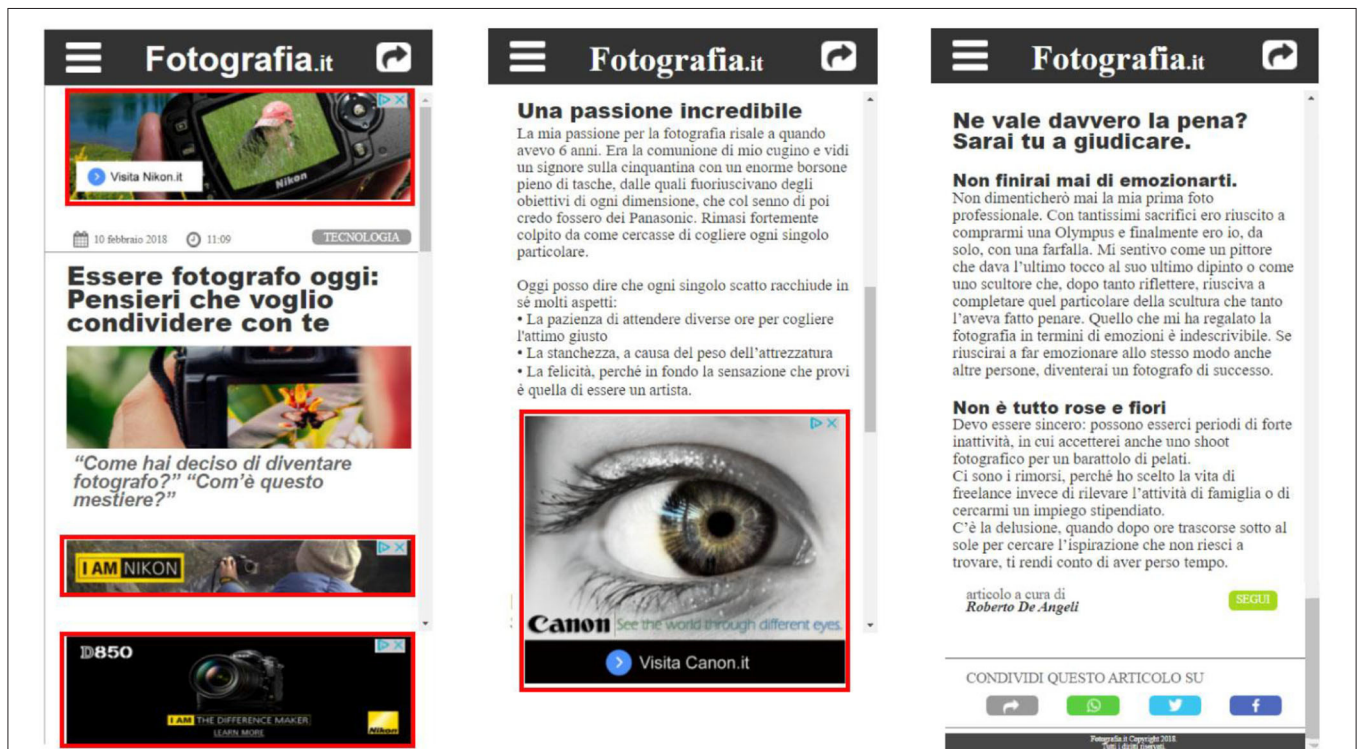 Fotografia.it
Nikon
Visita Nikon.it
10 febbraio 2018 11:09 TECNOLOGIA
Essere fotografo oggi:
Pensieri che voglio
condividere con te
“Come hai deciso di diventare
fotografo?” “Com’è questo
mestiere?”
I AM NIKON
D850
I AM THE DIFFERENCE MAKER
LEARN MORE
Nikon
Fotografia.it
Una passione incredibile
La mia passione per la fotografia risale a quando
avevo 6 anni. Era la comunione di mio cugino e vidi
un signore sulla cinquantina con un enorme borsone
pieno di tasche, dalle quali fuoriuscivano degli
obiettivi di ogni dimensione, che col senno di poi
credo fossero dei Panasonic. Rimasi fortemente
colpito da come cercasse di cogliere ogni singolo
particolare.
Oggi posso dire che ogni singolo scatto racchiude in
sé molti aspetti:
• La pazienza di attendere diverse ore per cogliere
l'attimo giusto
• La stanchezza, a causa del peso dell’attrezzatura
• La felicità, perché in fondo la sensazione che provi
è quella di essere un artista.
Canon See the world through different eyes.
Visita Canon.it
Fotografia.it
Ne vale davvero la pena?
Sarai tu a giudicare.
Non finirai mai di emozionarti.
Non dimenticherò mai la mia prima foto
professionale. Con tantissimi sacrifici ero riuscito a
comprarmi una Olympus e finalmente ero io, da
solo, con una farfalla. Mi sentivo come un pittore
che dava l’ultimo tocco al suo ultimo dipinto o come
uno scultore che, dopo tanto riflettere, riusciva a
completare quel particolare della scultura che tanto
l’aveva fatto penare. Quello che mi ha regalato la
fotografia in termini di emozioni è indescrivibile. Se
riuscirai a far emozionare allo stesso modo anche
altre persone, diventerai un fotografo di successo.
Non è tutto rose e fiori
Devo essere sincero: possono esserci periodi di forte
inattività, in cui accetterei anche uno shoot
fotografico per un barattolo di pelati.
Ci sono i rimorsi, perché ho scelto la vita di
freelance invece di rilevare l’attività di famiglia o di
cercarmi un impiego stipendiato.
C’è la delusione, quando dopo ore trascorse sotto al
sole per cercare l’ispirazione che non riesci a
trovare, ti rendi conto di aver perso tempo.
articolo a cura di
Roberto De Angeli
SEGUI
CONDIVIDI QUESTO ARTICOLO SU
Fotografia.it Copyright 2018.
Tutti i diritti riservati.